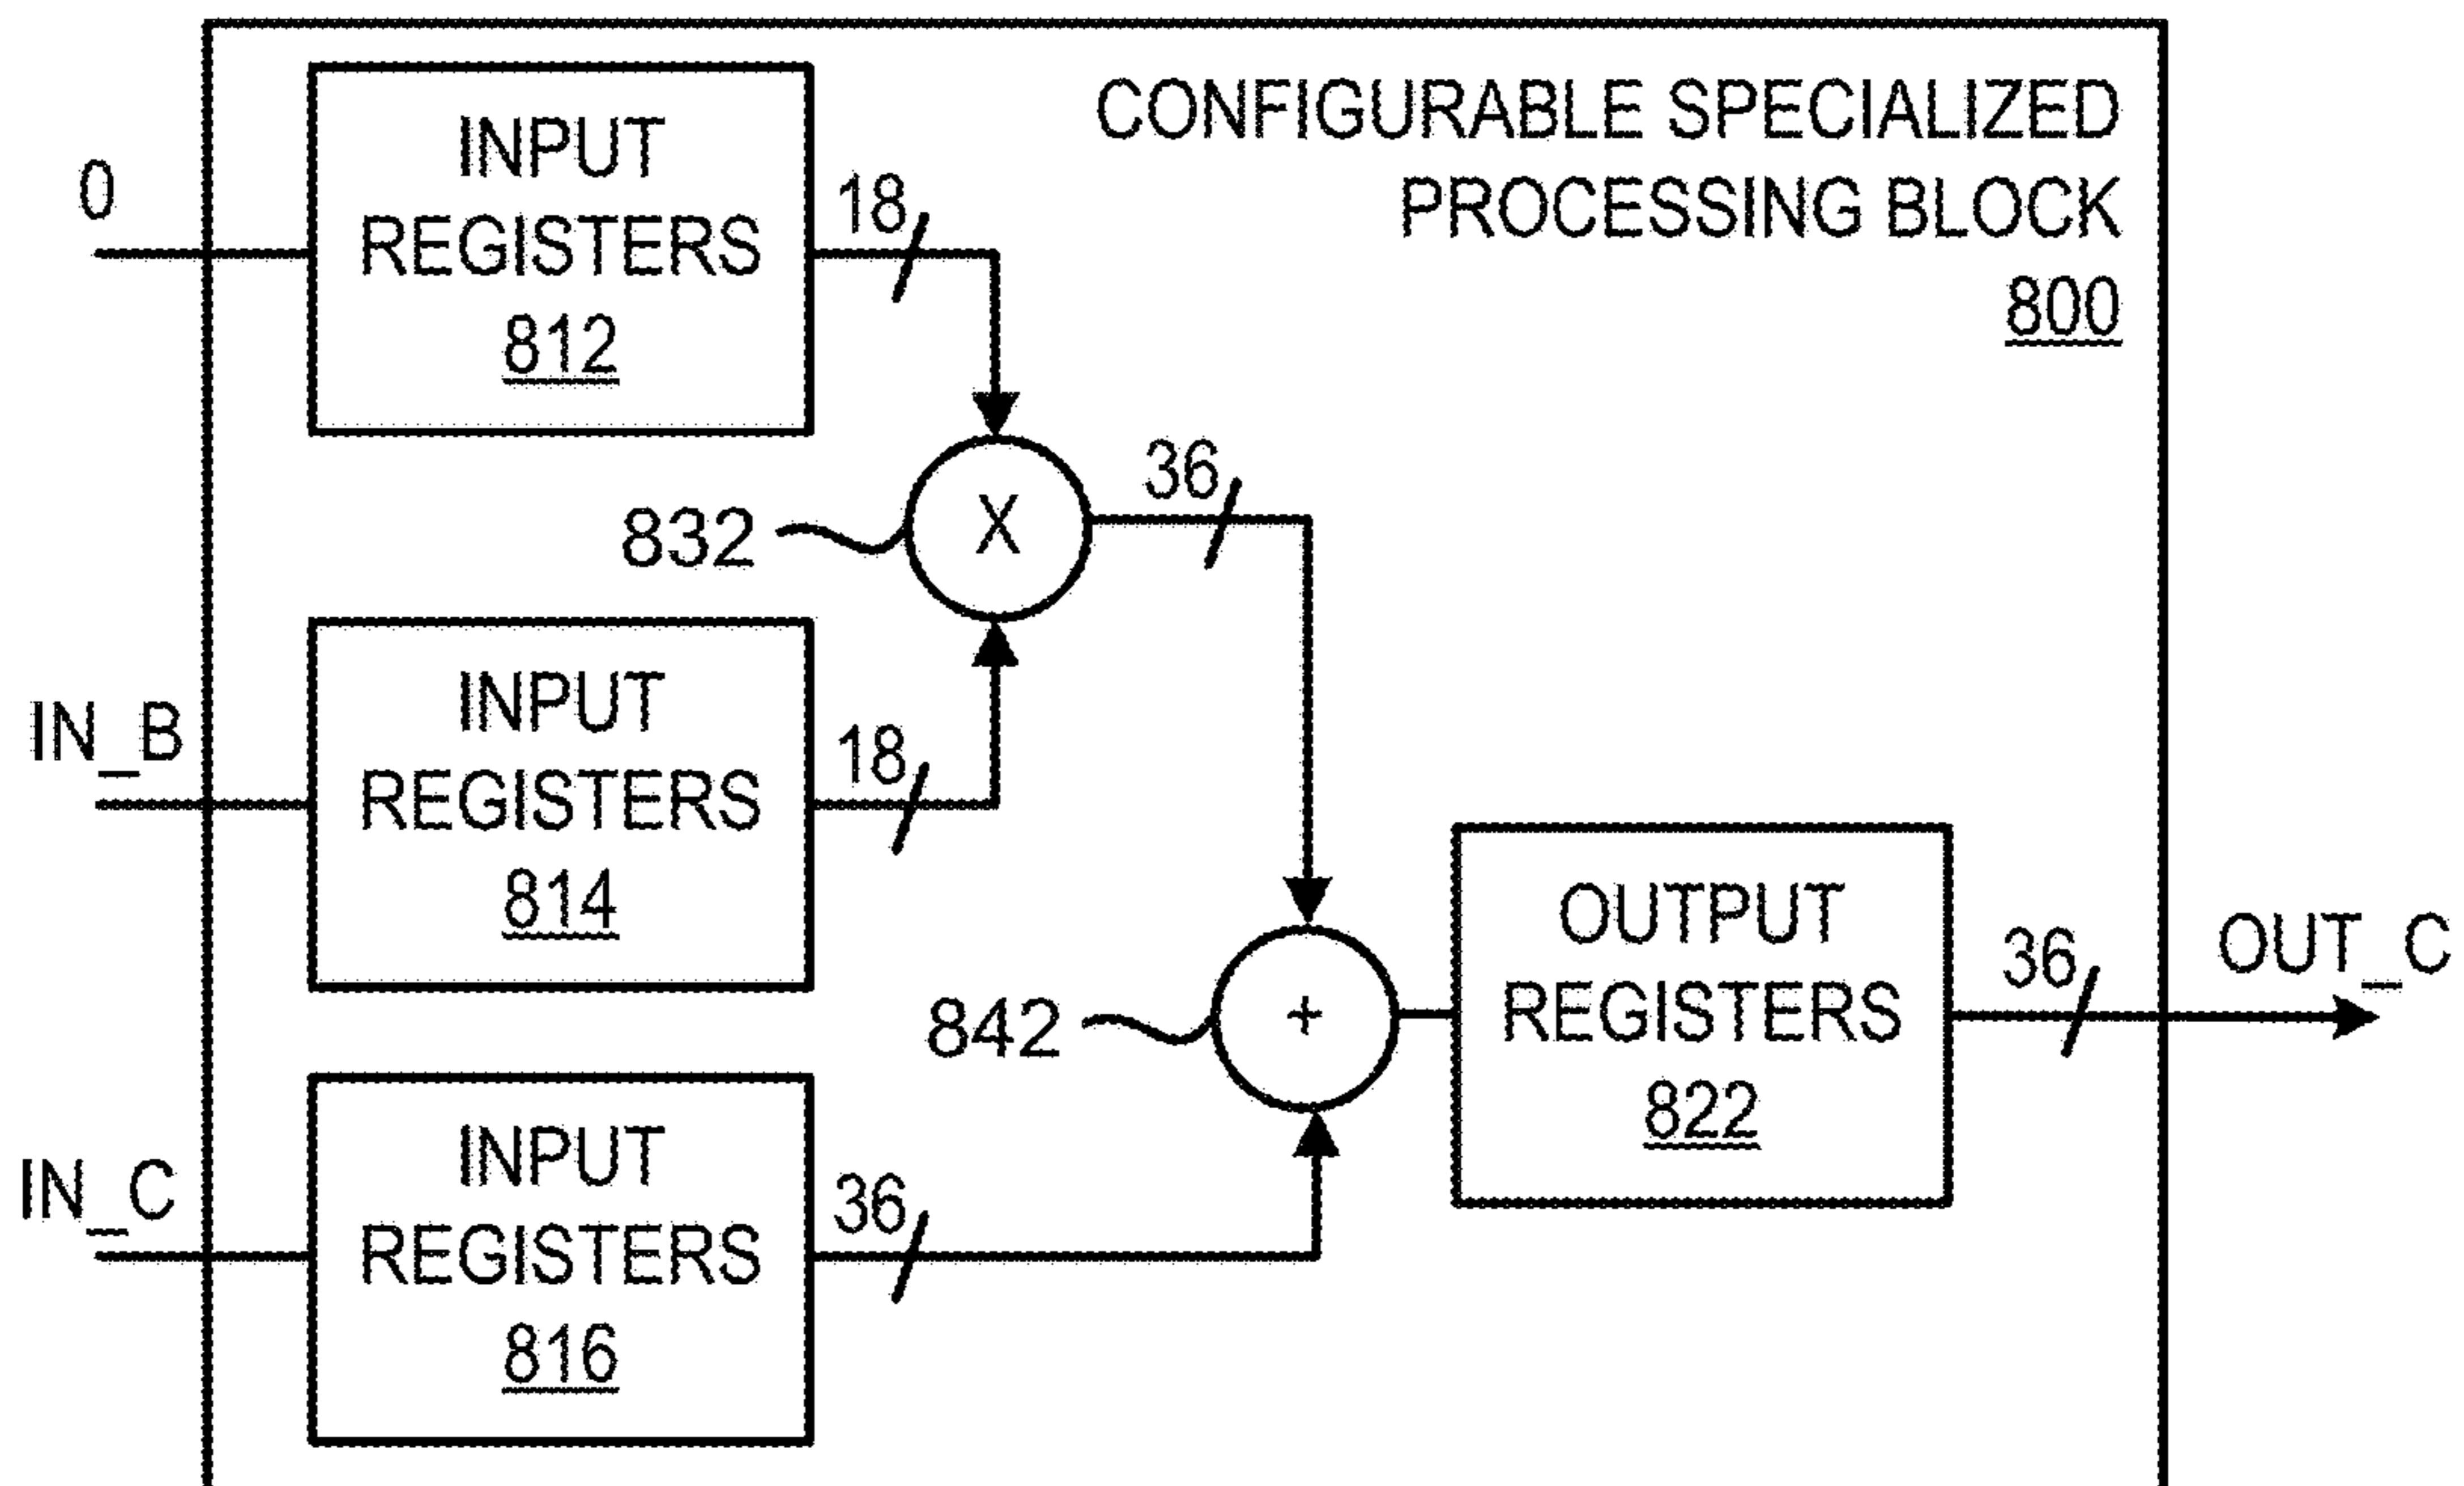 CONFIGURABLE SPECIALIZED
PROCESSING BLOCK
800
0
INPUT
REGISTERS
812
18
832
X
36
IN_B
INPUT
REGISTERS
814
18
842
+
OUTPUT
REGISTERS
822
36
OUT_C
IN_C
INPUT
REGISTERS
816
36